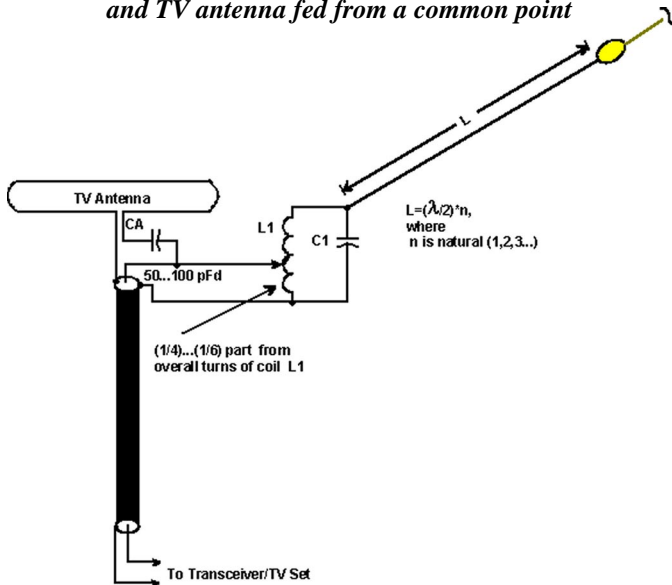 and TV antenna fed from a common point
L
TV Antenna
CA
L1
C1
L=(λ/2)*n,
where
n is natural (1,2,3...)
50...100 pFd
(1/4)...(1/6) part from
overall turns of coil L1
To Transceiver/TV Set